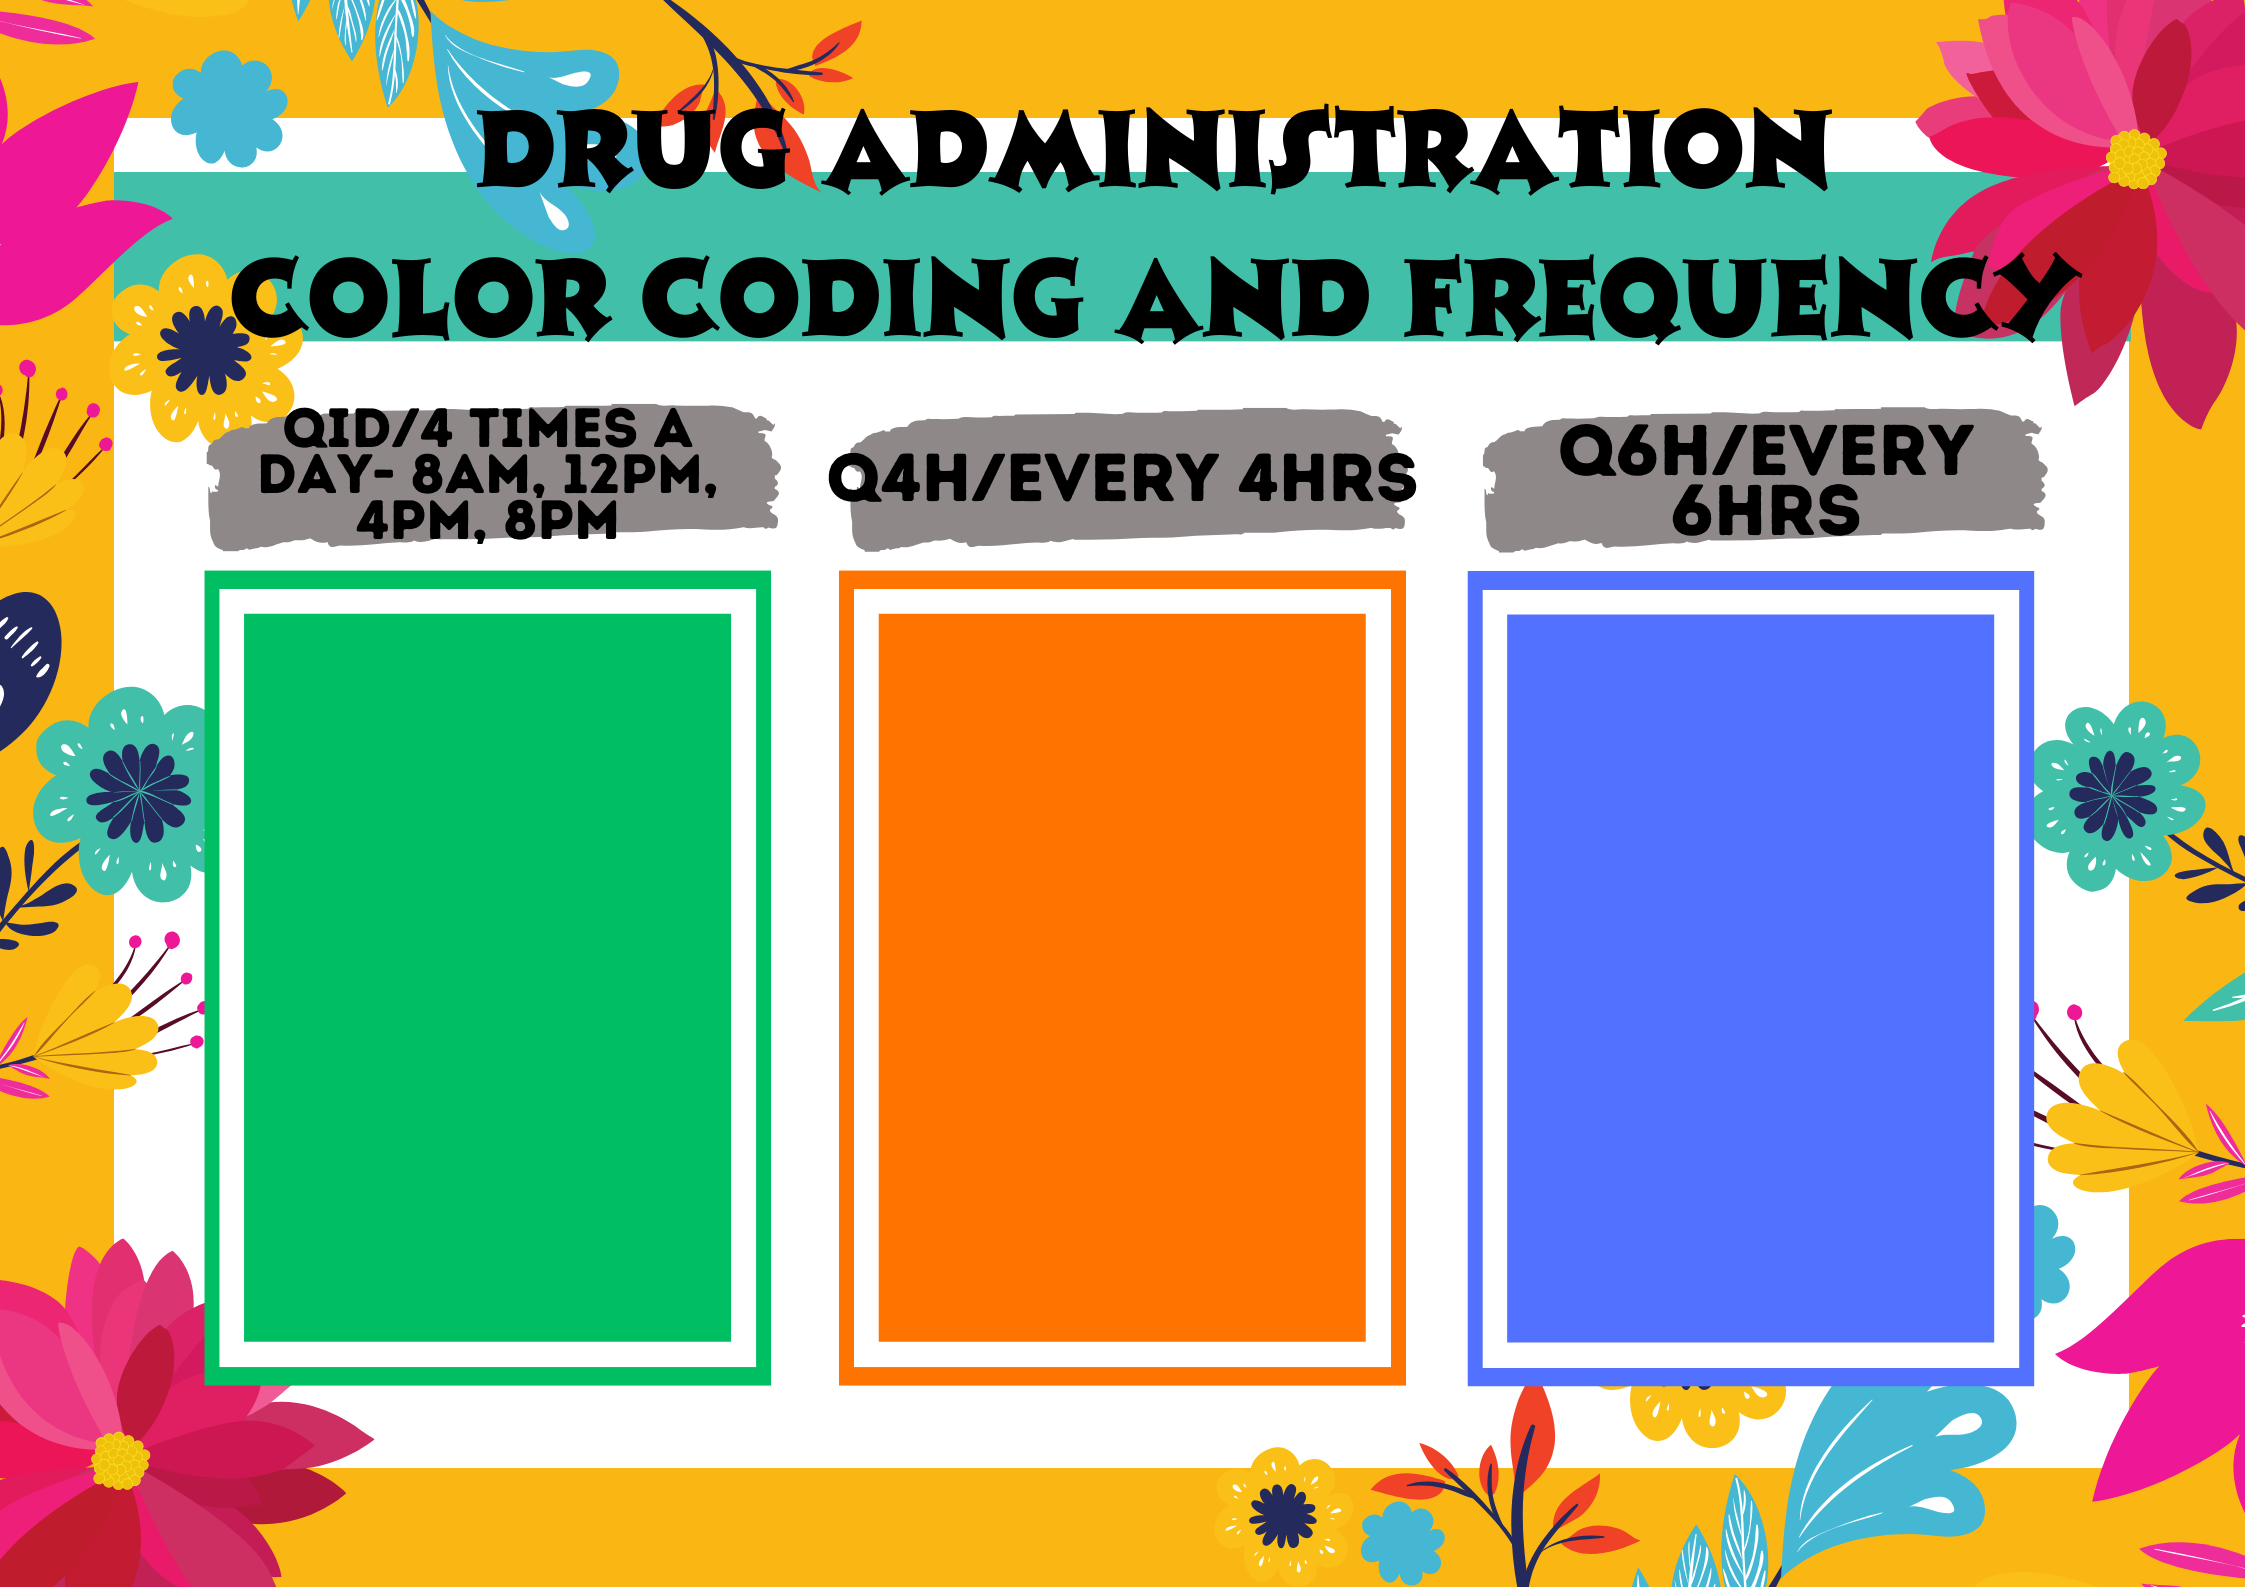 DRUG ADMINISTRATION
COLOR CODING AND FREQUENCY
QID/4 TIMES A
DAY- 8AM, 12PM,
4PM, 8PM
Q4H/EVERY 4HRS
Q6H/EVERY
6HRS